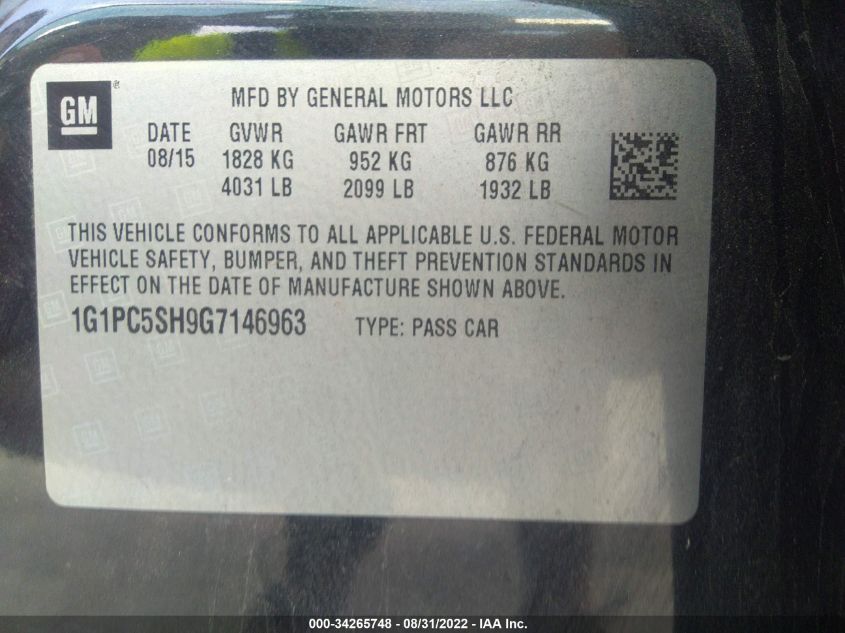 GM
MFD BY GENERAL MOTORS LLC
DATE GVWR GAWR FRT GAWR RR
08/15 1828 KG 952 KG 876 KG
4031 LB 2099 LB 1932 LB
THIS VEHICLE CONFORMS TO ALL APPLICABLE U.S. FEDERAL MOTOR
VEHICLE SAFETY, BUMPER, AND THEFT PREVENTION STANDARDS IN
EFFECT ON THE DATE OF MANUFACTURE SHOWN ABOVE.
1G1PC5SH9G7146963 TYPE: PASS CAR
000-34265748 - 08/31/2022 - IAA Inc.